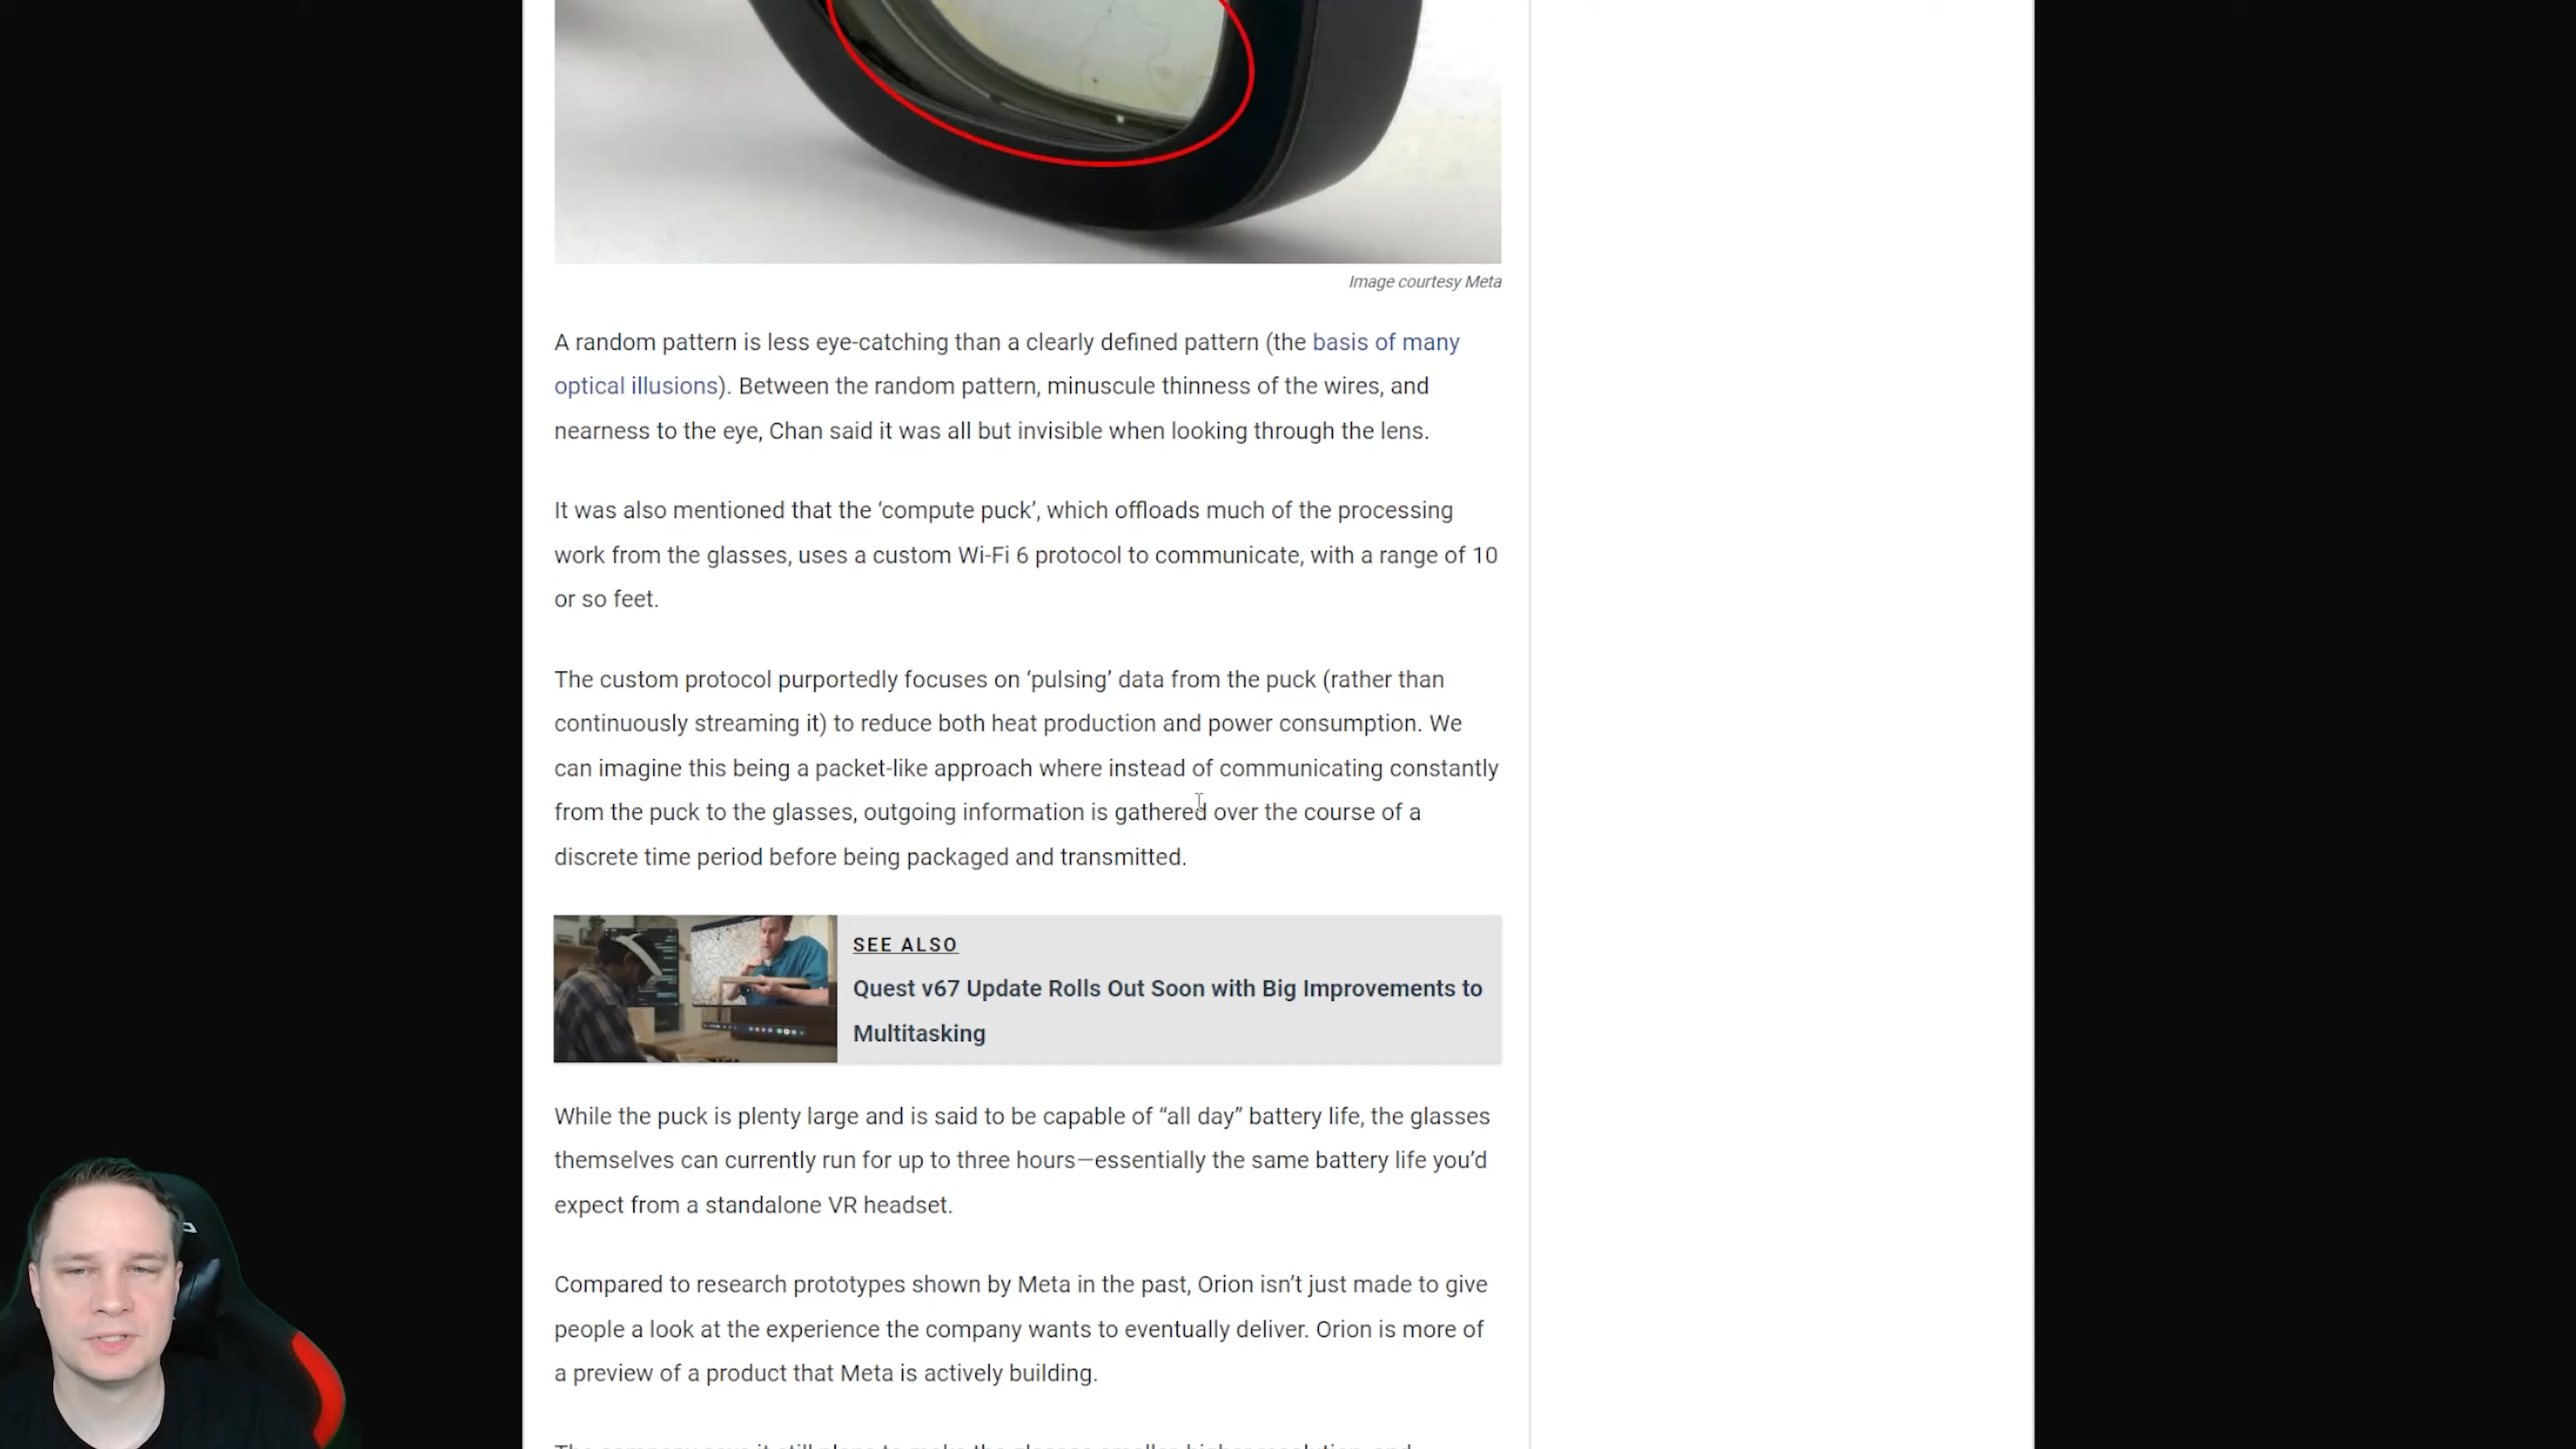 Image courtesy Meta
A random pattern is less eye-catching than a clearly defined pattern (the basis of many
optical illusions). Between the random pattern, minuscule thinness of the wires, and
nearness to the eye, Chan said it was all but invisible when looking through the lens.
It was also mentioned that the ‘compute puck’, which offloads much of the processing
work from the glasses, uses a custom Wi-Fi 6 protocol to communicate, with a range of 10
or so feet.
The custom protocol purportedly focuses on ‘pulsing’ data from the puck (rather than
continuously streaming it) to reduce both heat production and power consumption. We
can imagine this being a packet-like approach where instead of communicating constantly
from the puck to the glasses, outgoing information is gathered over the course of a
discrete time period before being packaged and transmitted.
SEE ALSO
Quest v67 Update Rolls Out Soon with Big Improvements to
Multitasking
While the puck is plenty large and is said to be capable of “all day” battery life, the glasses
themselves can currently run for up to three hours—essentially the same battery life you’d
expect from a standalone VR headset.
Compared to research prototypes shown by Meta in the past, Orion isn’t just made to give
people a look at the experience the company wants to eventually deliver. Orion is more of
a preview of a product that Meta is actively building.